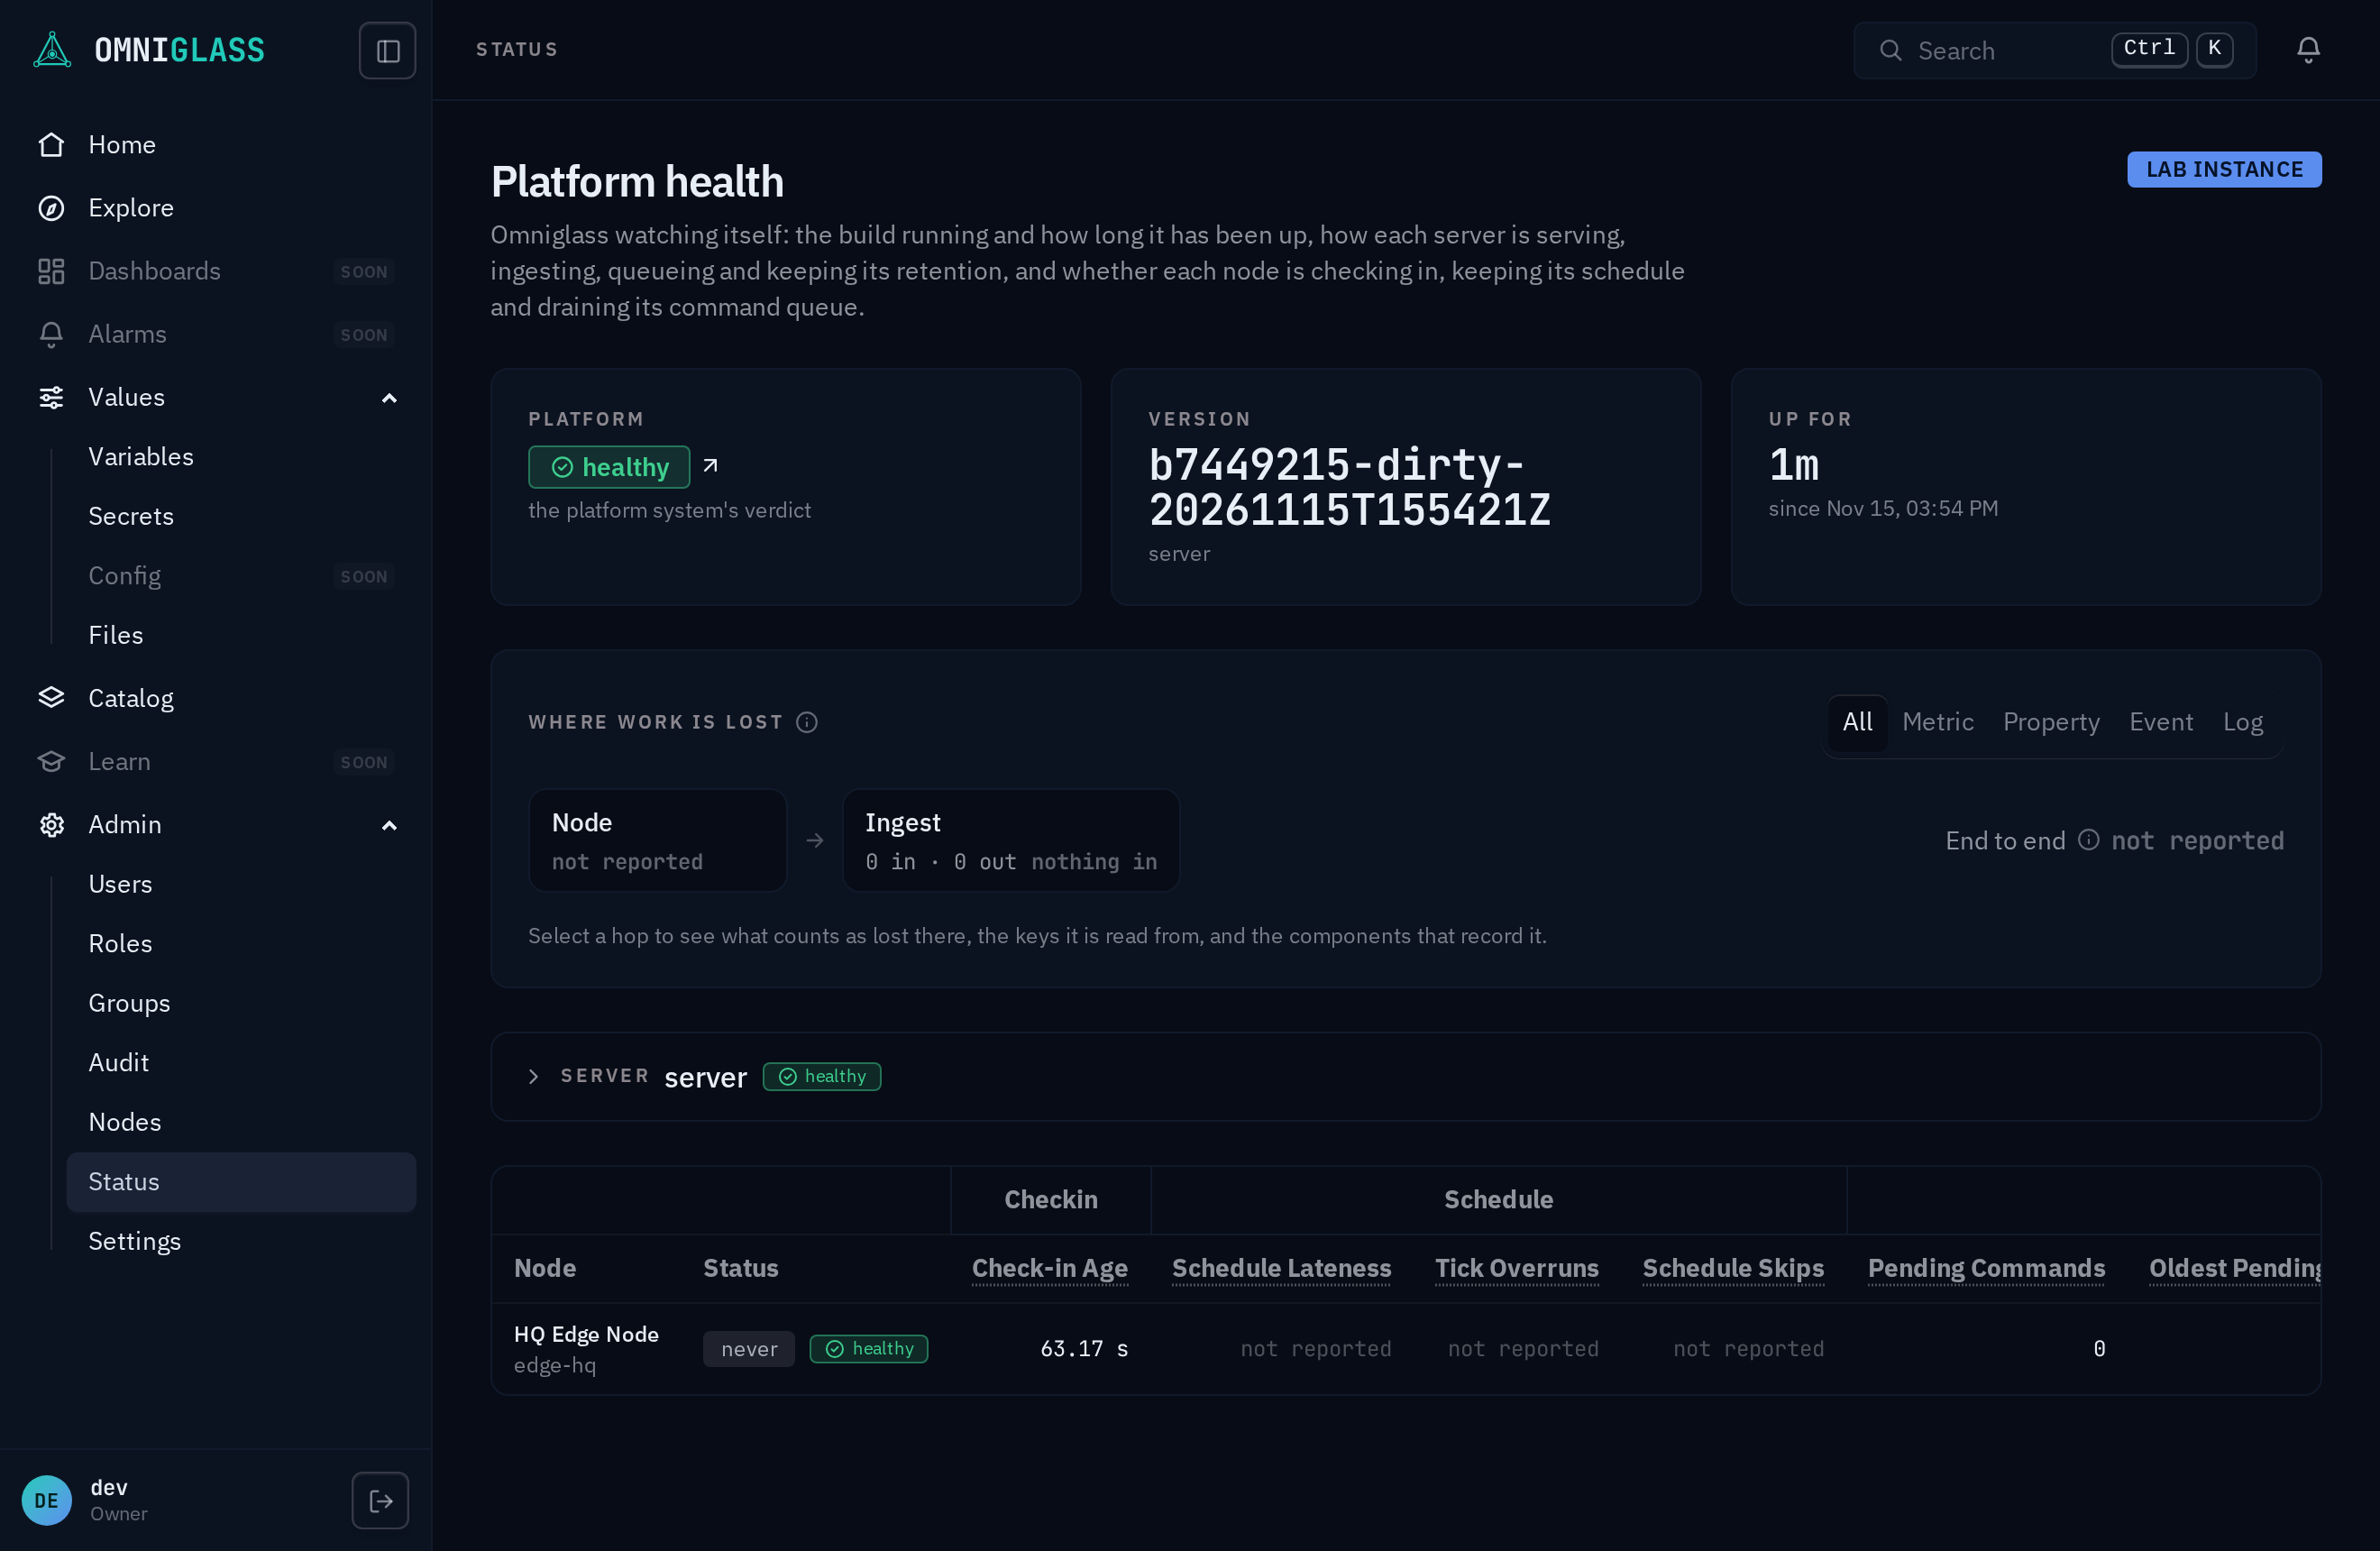 OMNIGLASS
STATUS
Search Ctrl K
Home
Explore
Dashboards SOON
Alarms SOON
Values
Variables
Secrets
Config SOON
Files
Catalog
Learn SOON
Admin
Users
Roles
Groups
Audit
Nodes
Status
Settings
DE
dev
Owner
Platform health
LAB INSTANCE
Omniglass watching itself: the build running and how long it has been up, how each server is serving,
ingesting, queueing and keeping its retention, and whether each node is checking in, keeping its schedule
and draining its command queue.
PLATFORM
healthy
the platform system's verdict
VERSION
b7449215-dirty-
20261115T155421Z
server
UP FOR
1m
since Nov 15, 03:54 PM
WHERE WORK IS LOST
All Metric Property Event Log
Node
not reported
Ingest
0 in · 0 out nothing in
End to end not reported
Select a hop to see what counts as lost there, the keys it is read from, and the components that record it.
SERVER server healthy
Checkin Schedule
Node Status Check-in Age Schedule Lateness Tick Overruns Schedule Skips Pending Commands Oldest Pending
HQ Edge Node
edge-hq
never healthy 63.17 s not reported not reported not reported 0